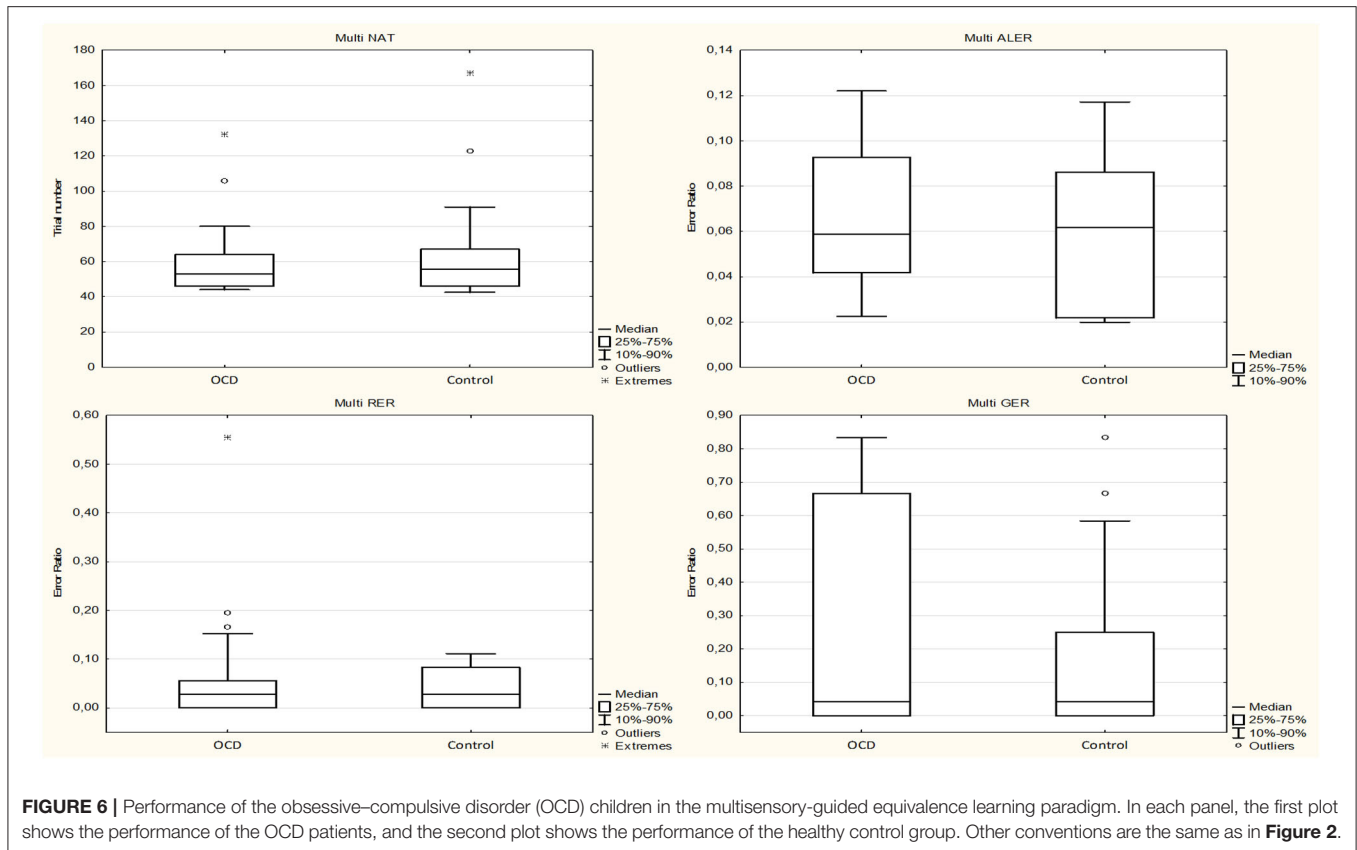 Multi NAT
180
160
140
120
100
80
60
40
20
0
Trial number
OCD
Control
Median
25%-75%
10%-90%
Outliers
Extremes
Multi ALER
0,14
0,12
0,10
0,08
0,06
0,04
0,02
0,00
Error Ratio
OCD
Control
Median
25%-75%
10%-90%
Multi RER
0,60
0,50
0,40
0,30
0,20
0,10
0,00
Error Ratio
OCD
Control
Median
25%-75%
10%-90%
Outliers
Extremes
Multi GER
0,90
0,80
0,70
0,60
0,50
0,40
0,30
0,20
0,10
0,00
Error Ratio
OCD
Control
Median
25%-75%
10%-90%
Outliers
FIGURE 6 | Performance of the obsessive–compulsive disorder (OCD) children in the multisensory-guided equivalence learning paradigm. In each panel, the first plot
shows the performance of the OCD patients, and the second plot shows the performance of the healthy control group. Other conventions are the same as in Figure 2.